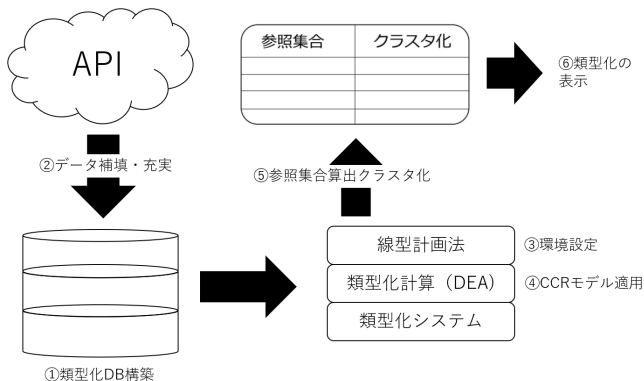 API
②データ補填・充実
①類型化DB構築
参照集合 クラスタ化
⑥類型化の
表示
⑤参照集合算出クラスタ化
線型計画法
③環境設定
類型化計算（DEA）
④CCRモデル適用
類型化システム